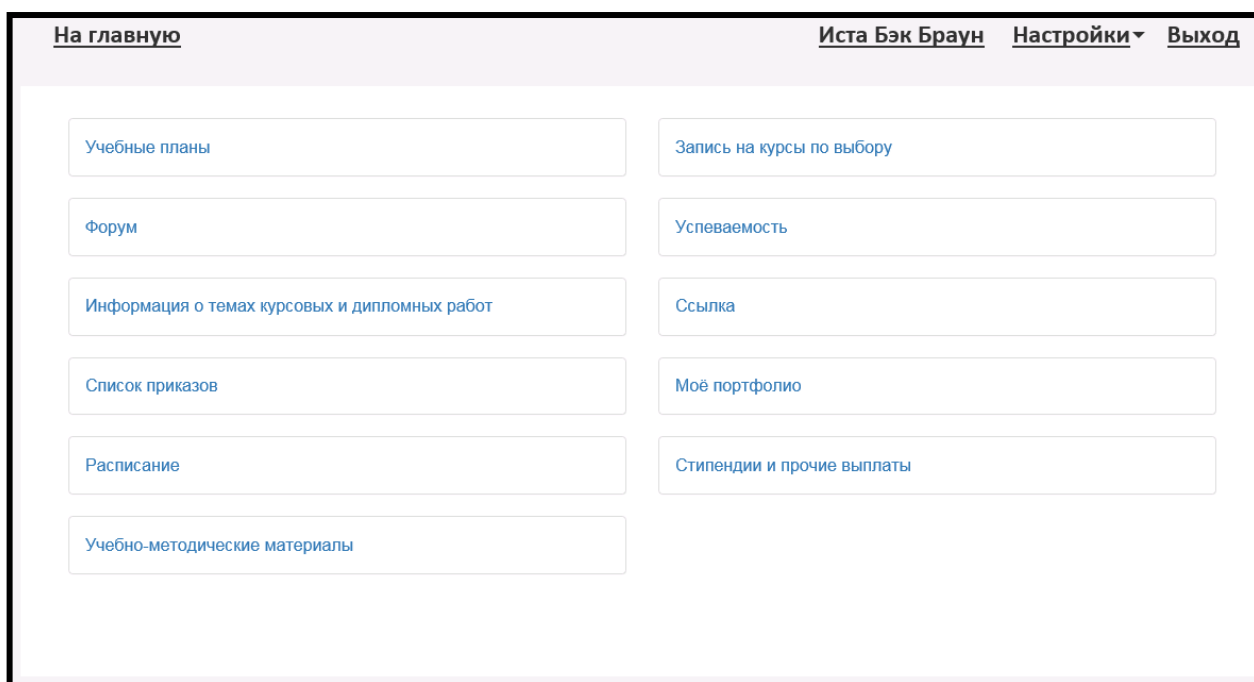 На главную
Иста Бэк Браун Настройки Выход
Учебные планы
Запись на курсы по выбору
Форум
Успеваемость
Информация о темах курсовых и дипломных работ
Ссылка
Список приказов
Моё портфолио
Расписание
Стипендии и прочие выплаты
Учебно-методические материалы